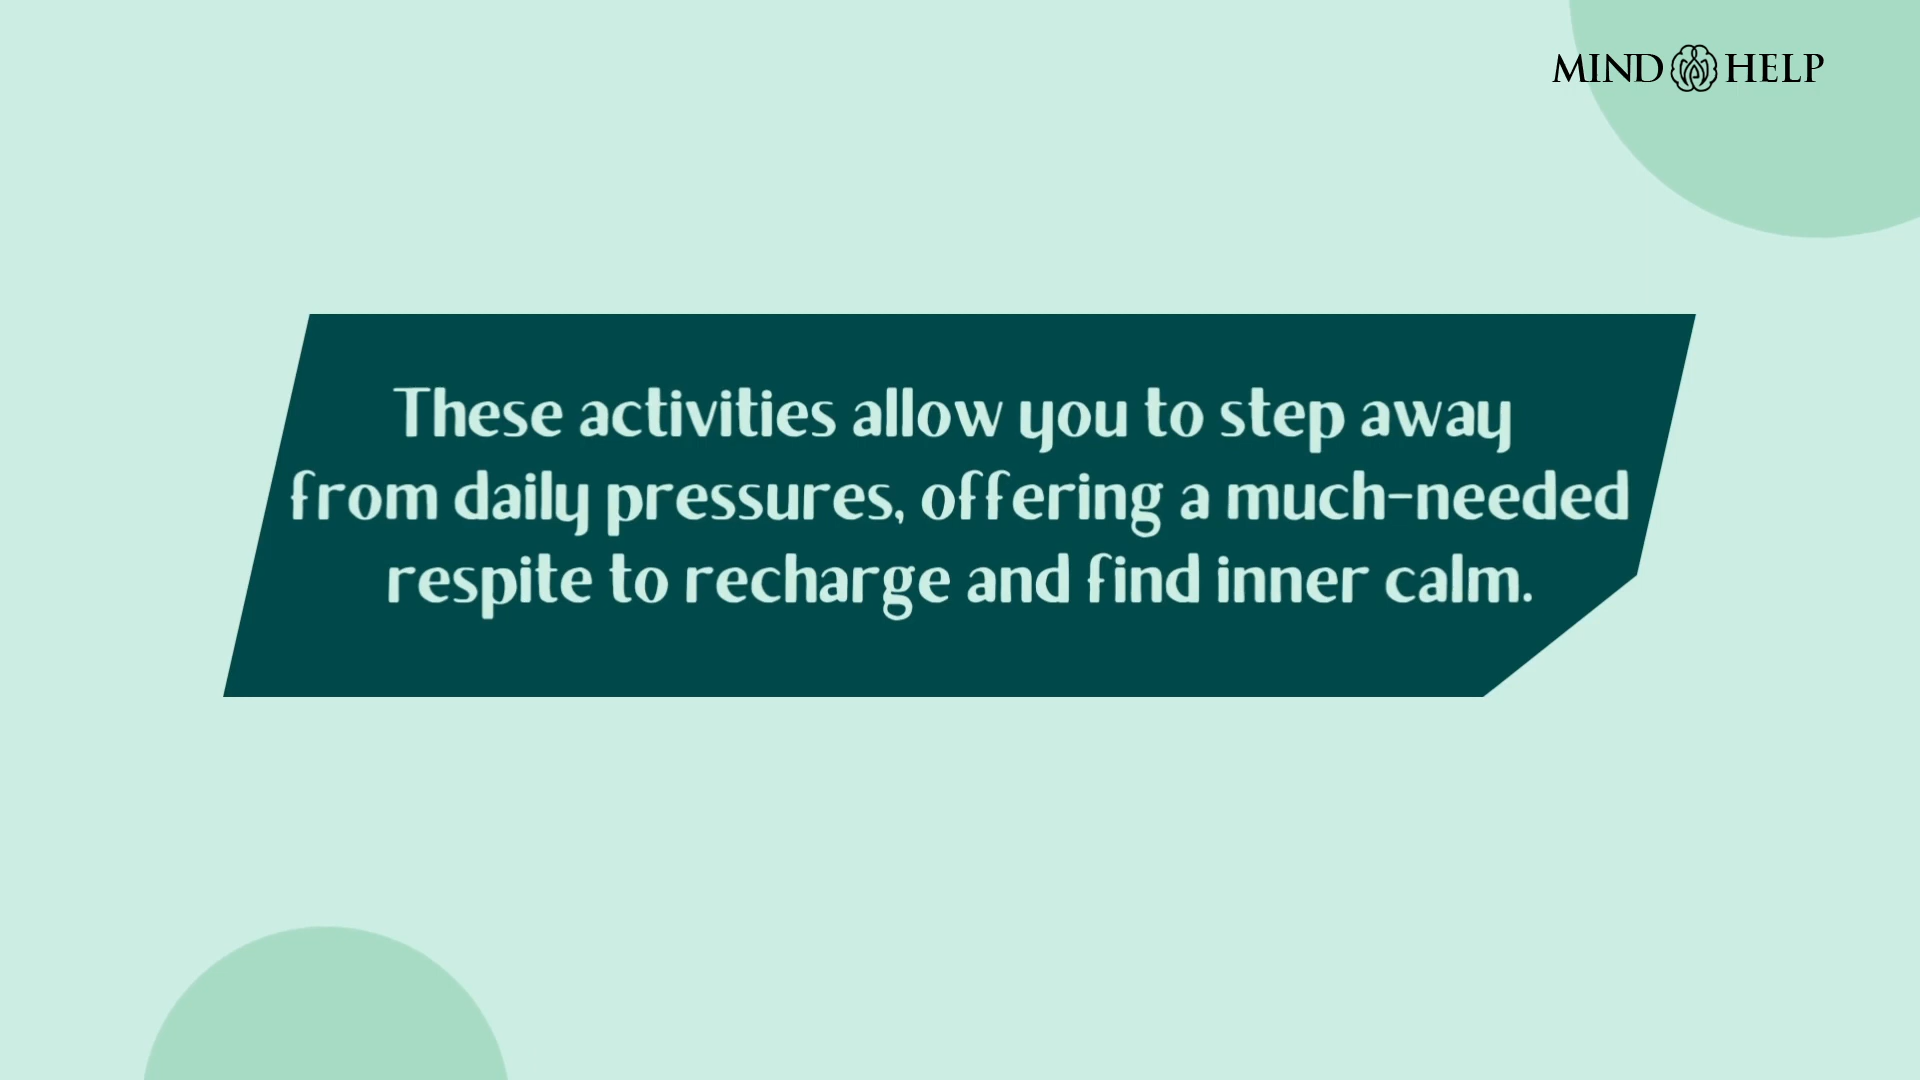 MIND HELP
These activities allow you to step away
from daily pressures, offering a much-needed
respite to recharge and find inner calm.